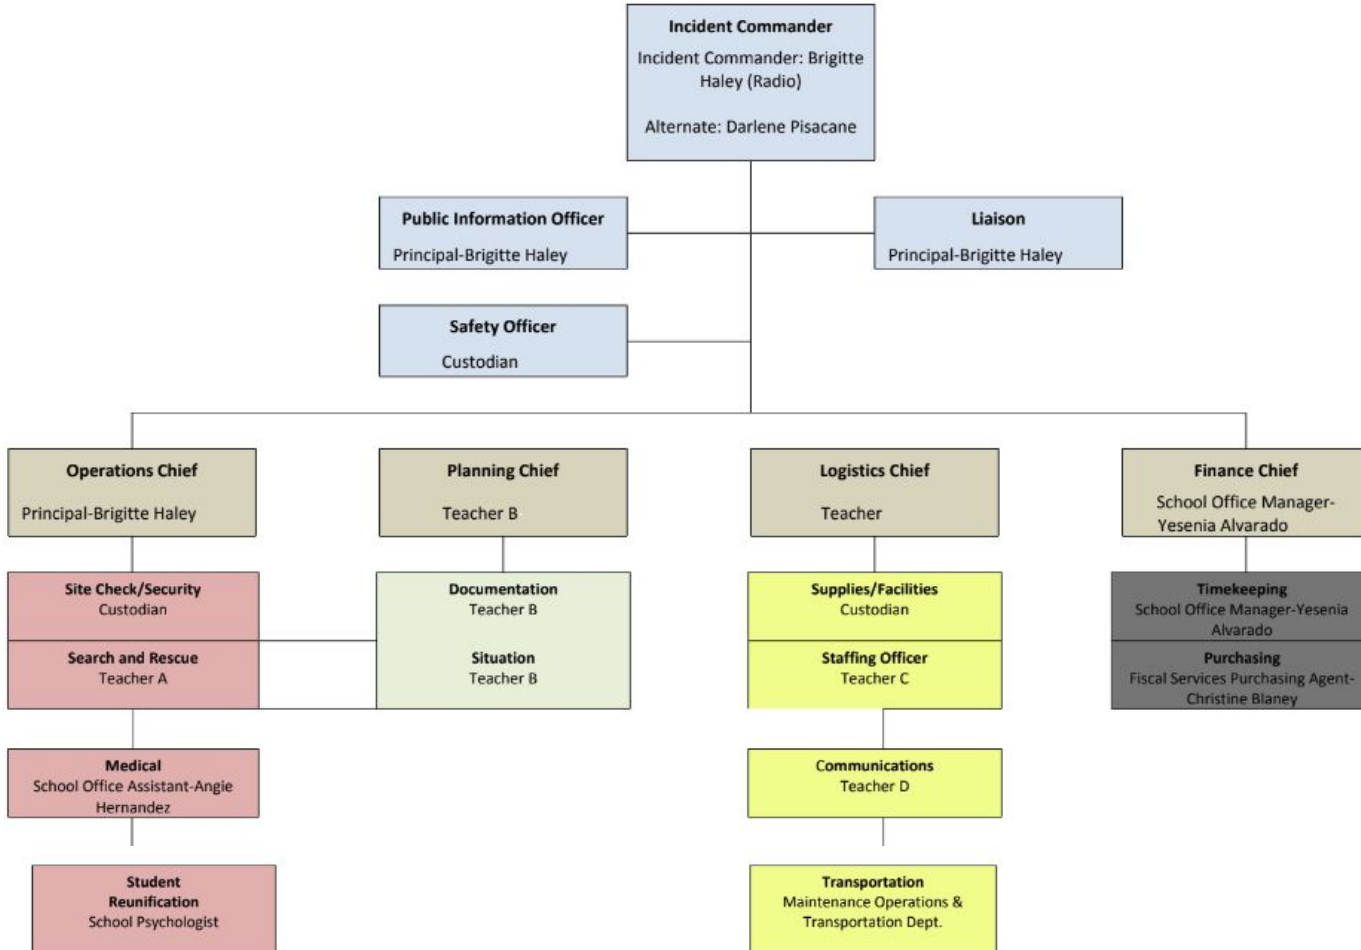 Incident Commander
Incident Commander: Brigitte
Haley (Radio)
Alternate: Darlene Pisacane
Public Information Officer
Principal-Brigitte Haley
Liaison
Principal-Brigitte Haley
Safety Officer
Custodian
Operations Chief
Principal-Brigitte Haley
Planning Chief
Teacher B
Logistics Chief
Teacher
Finance Chief
School Office Manager-
Yesenia Alvarado
Site Check/Security
Custodian
Search and Rescue
Teacher A
Documentation
Teacher B
Situation
Teacher B
Supplies/Facilities
Custodian
Staffing Officer
Teacher C
Timekeeping
School Office Manager-Yesenia
Alvarado
Purchasing
Fiscal Services Purchasing Agent-
Christine Blaney
Medical
School Office Assistant-Angie
Hernandez
Communications
Teacher D
Student
Reunification
School Psychologist
Transportation
Maintenance Operations &
Transportation Dept.